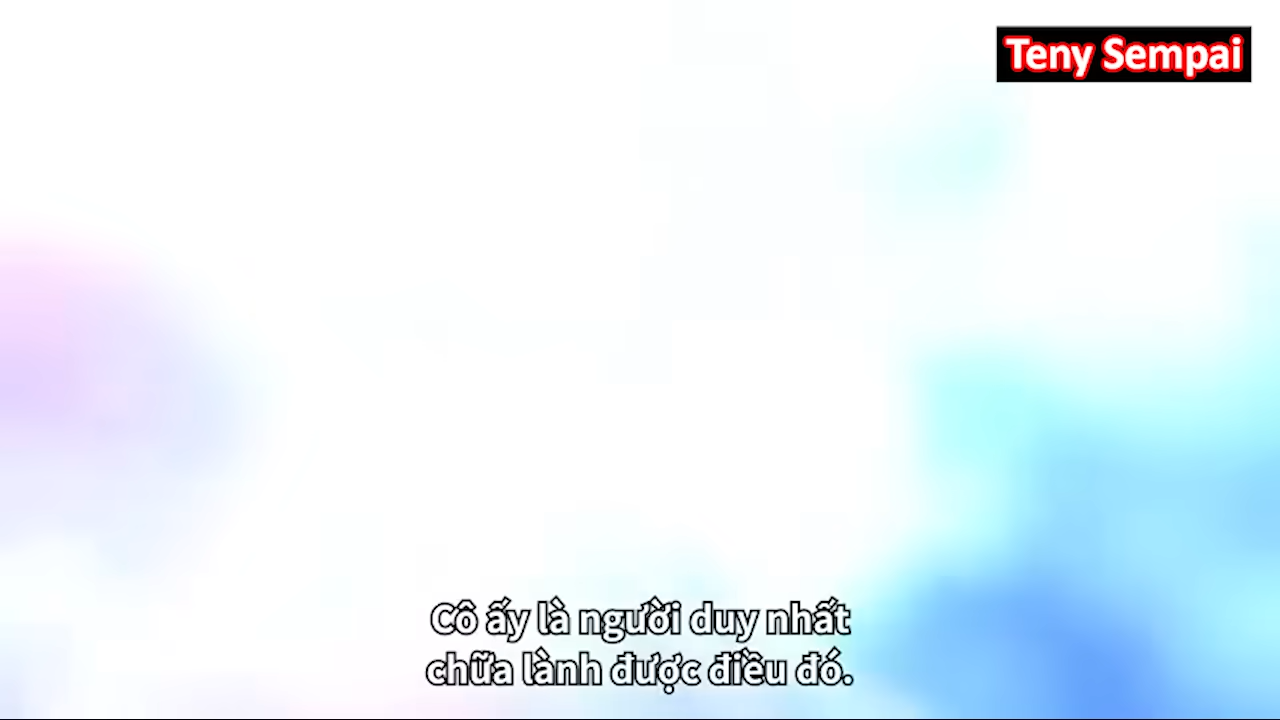 Teny Sempai
Cô ấy là người duy nhất
chữa lành được điều đó.